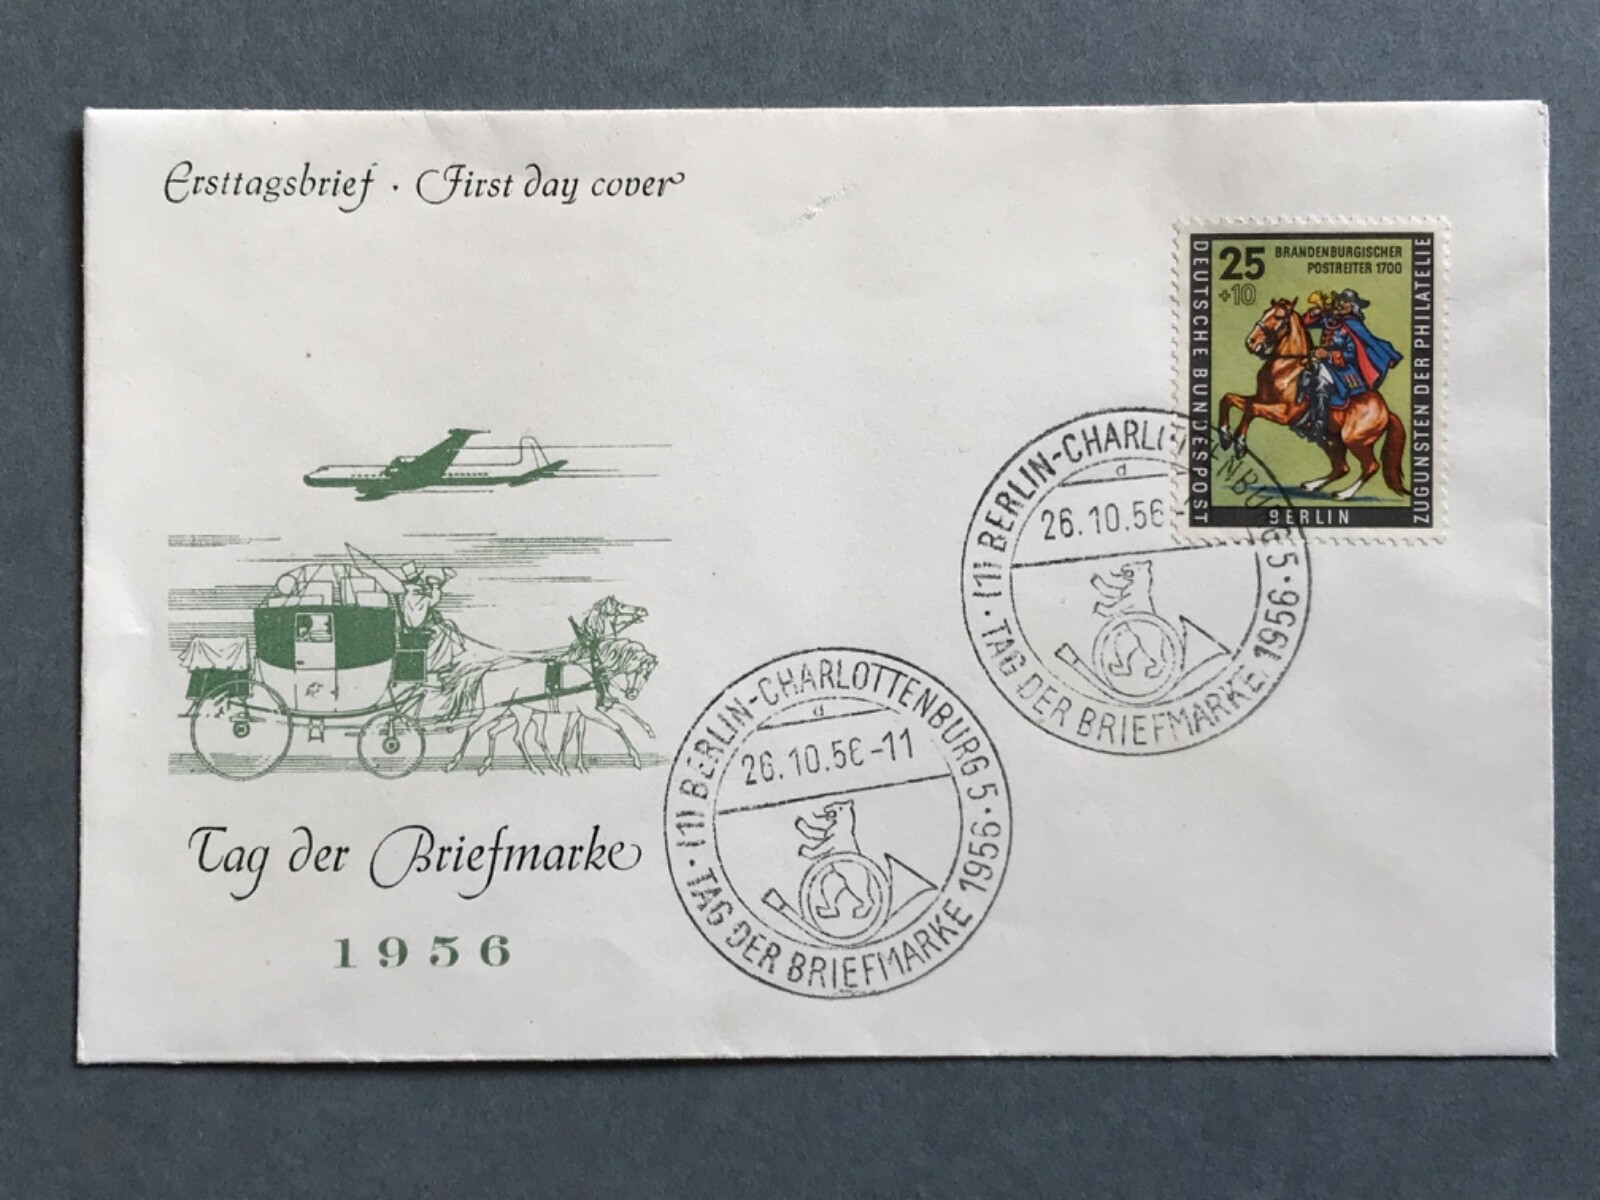 Ersttagsbrief · First day cover
25
+10
BRANDENBURGISCHER
POSTREITER 1700
DEUTSCHE BUNDESPOST
ZUGUNSTEN DER PHILATELIE
BERLIN
(1) BERLIN-CHARLOTTENBURG 5 ·
d
26.10.56-
· TAG DER BRIEFMARKE 1956
(1) BERLIN-CHARLOTTENBURG 5 ·
d
26.10.56-11
· TAG DER BRIEFMARKE 1956
Tag der Briefmarke
1956